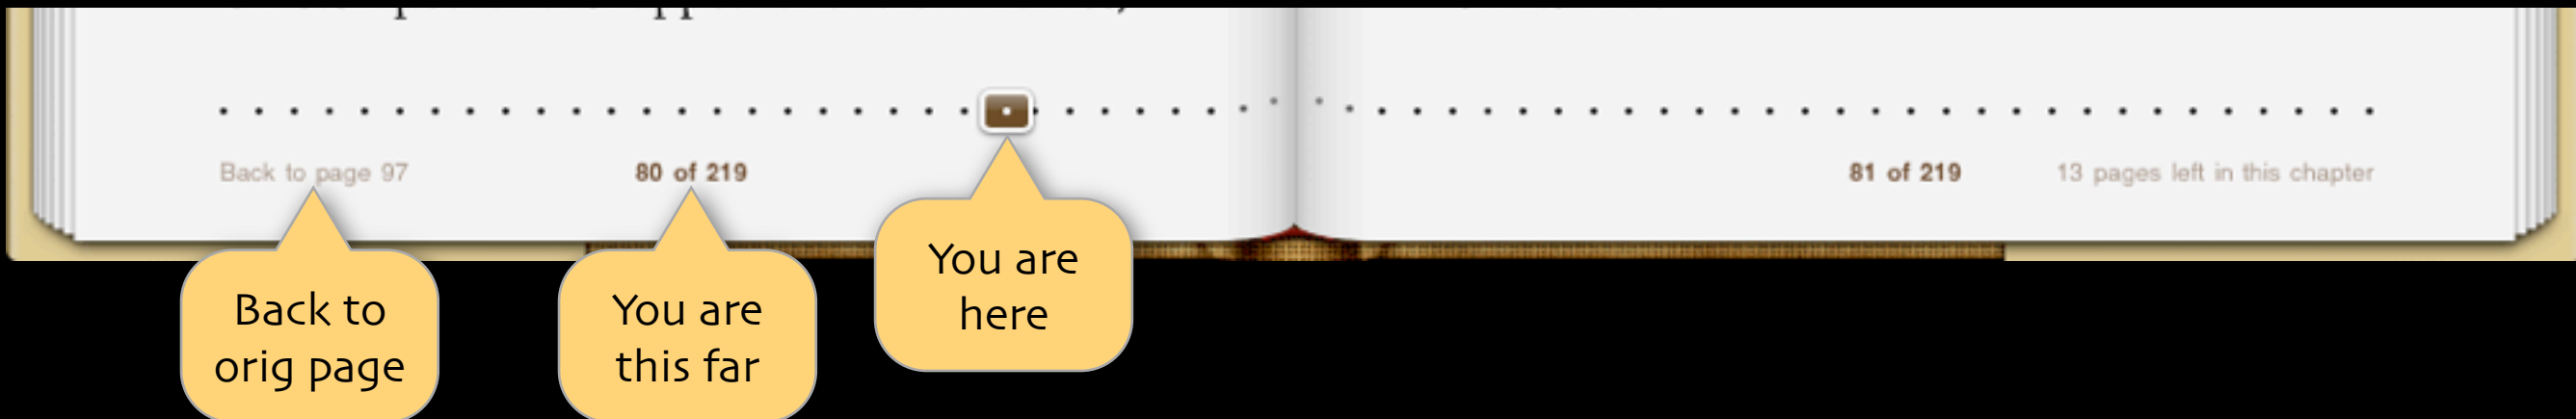 Back to page 97
80 of 219
81 of 219
13 pages left in this chapter
You are
here
Back to
orig page
You are
this far